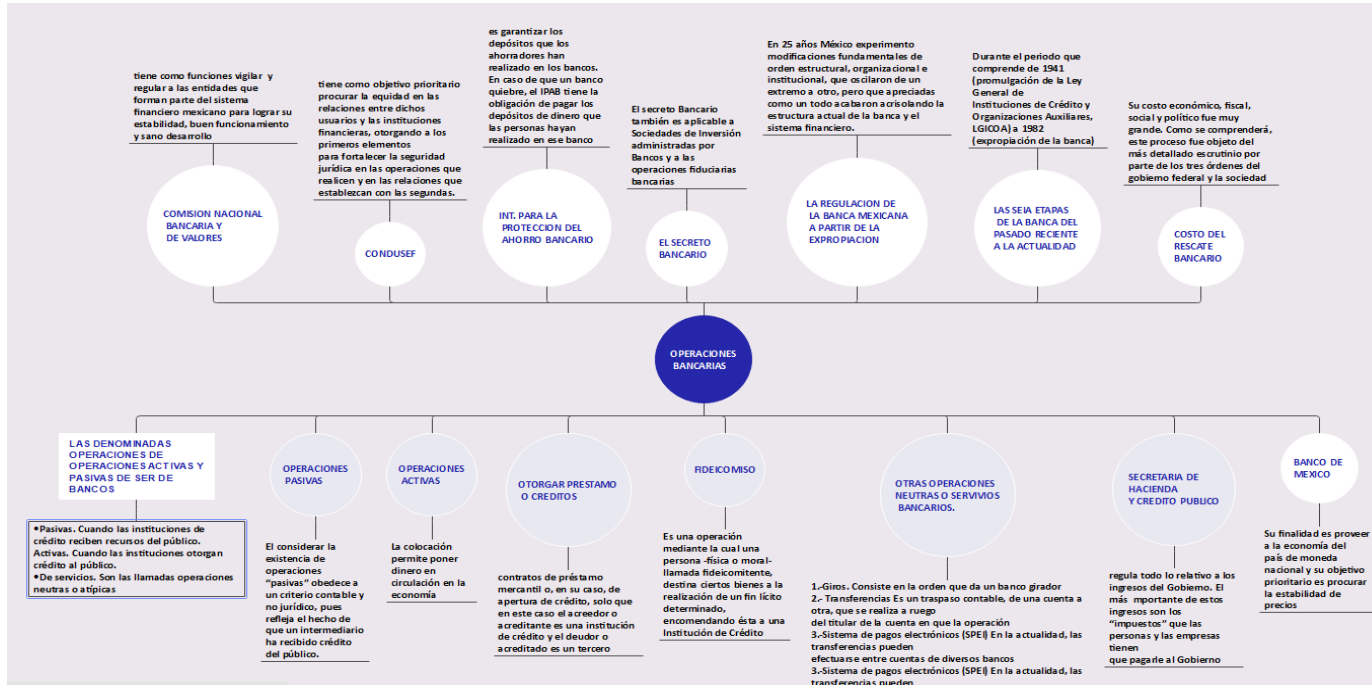 tiene como funciones vigilar y
regular a las entidades que
forman parte del sistema
financiero mexicano para lograr su
estabilidad, buen funcionamiento
y sano desarrollo
COMISION NACIONAL
BANCARIA Y
DE VALORES
tiene como objetivo prioritario
procurar la equidad en las
relaciones entre dichos
usuarios y las instituciones
financieras, otorgando a los
primeros elementos
para fortalecer la seguridad
jurídica en las operaciones que
realicen y en las relaciones que
establezcan con las segundas.
CONDUSEF
es garantizar los
depósitos que los
ahorradores han
realizado en los bancos.
En caso de que un banco
quiebre, el IPAB tiene la
obligación de pagar los
depósitos de dinero que
las personas hayan
realizado en ese banco
INT. PARA LA
PROTECCION DEL
AHORRO BANCARIO
El secreto Bancario
también es aplicable a
Sociedades de Inversión
administradas por
Bancos y a las
operaciones fiduciarias
bancarias
EL SECRETO
BANCARIO
En 25 años México experimento
modificaciones fundamentales de
orden estructural, organizacional e
institucional, que oscilaron de un
extremo a otro, pero que apreciadas
como un todo acabaron acrisolando la
estructura actual de la banca y el
sistema financiero.
LA REGULACION DE
LA BANCA MEXICANA
A PARTIR DE LA
EXPROPIACION
Durante el periodo que
comprende de 1941
(promulgación de la Ley
General de
Instituciones de Crédito y
Organizaciones Auxiliares,
LGICOA) a 1982
(expropiación de la banca)
LAS SEIA ETAPAS
DE LA BANCA DEL
PASADO RECIENTE
A LA ACTUALIDAD
Su costo económico, fiscal,
social y político fue muy
grande. Como se comprenderá,
este proceso fue objeto del
más detallado escrutinio por
parte de los tres órdenes del
gobierno federal y la sociedad
COSTO DEL
RESCATE
BANCARIO
OPERACIONES
BANCARIAS
LAS DENOMINADAS
OPERACIONES DE
OPERACIONES ACTIVAS Y
PASIVAS DE SER DE
BANCOS
•Pasivas. Cuando las instituciones de
crédito reciben recursos del público.
Activas. Cuando las instituciones otorgan
crédito al público.
•De servicios. Son las llamadas operaciones
neutras o atípicas
OPERACIONES
PASIVAS
El considerar la
existencia de
operaciones
"pasivas" obedece a
un criterio contable y
no jurídico, pues
refleja el hecho de
que un intermediario
ha recibido crédito
del público.
OPERACIONES
ACTIVAS
La colocación
permite poner
dinero en
circulación en la
economía
OTORGAR PRESTAMO
O CREDITOS
contratos de préstamo
mercantil o, en su caso, de
apertura de crédito, solo que
en este caso el acreedor o
acreditante es una institución
de crédito y el deudor o
acreditado es un tercero
FIDEICOMISO
Es una operación
mediante la cual una
persona -física o moral-
llamada fideicomitente,
destina ciertos bienes a la
realización de un fin lícito
determinado,
encomendando ésta a una
Institución de Crédito
OTRAS OPERACIONES
NEUTRAS O SERVIVIOS
BANCARIOS.
1.-Giros. Consiste en la orden que da un banco girador
2.- Transferencias Es un traspaso contable, de una cuenta a
otra, que se realiza a ruego
del titular de la cuenta en que la operación
3.-Sistema de pagos electrónicos (SPEI) En la actualidad, las
transferencias pueden
efectuarse entre cuentas de diversos bancos
3.-Sistema de pagos electrónicos (SPEI) En la actualidad, las
transferencias pueden
SECRETARIA DE
HACIENDA
Y CREDITO PUBLICO
regula todo lo relativo a los
ingresos del Gobierno. El
más importante de estos
ingresos son los
"impuestos" que las
personas y las empresas
tienen
que pagarle al Gobierno
BANCO DE
MEXICO
Su finalidad es proveer
a la economía del
país de moneda
nacional y su objetivo
prioritario es procurar
la estabilidad de
precios